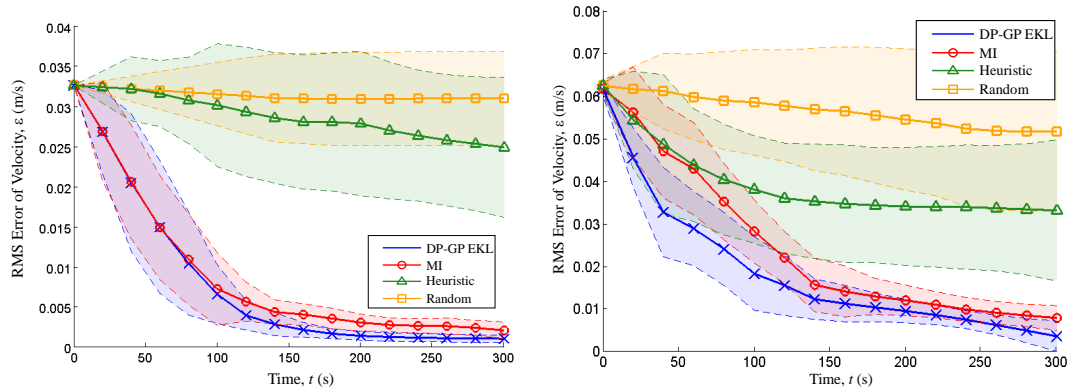 0.04
0.035
0.03
0.025
0.02
0.015
0.01
0.005
0
RMS Error of Velocity, ε (m/s)
0 50 100 150 200 250 300
Time, t (s)
DP-GP EKL
MI
Heuristic
Random
0.08
0.07
0.06
0.05
0.04
0.03
0.02
0.01
0
RMS Error of Velocity, ε (m/s)
0 50 100 150 200 250 300
Time, t (s)
DP-GP EKL
MI
Heuristic
Random